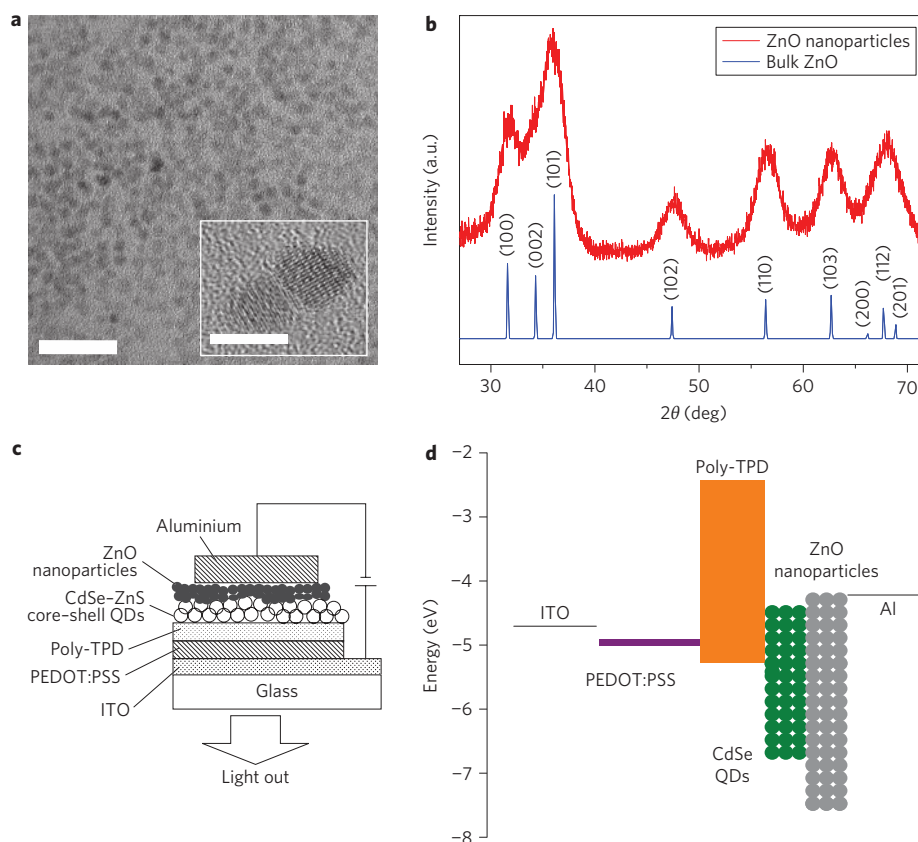 a
b
ZnO nanoparticles
Bulk ZnO
Intensity (a.u.)
(100)
(002)
(101)
(102)
(110)
(103)
(200)
(112)
(201)
30
40
50
60
70
2θ (deg)
c
Aluminium
ZnO
nanoparticles
CdSe–ZnS
core–shell QDs
Poly-TPD
PEDOT:PSS
ITO
Glass
Light out
d
Energy (eV)
−2
−3
−4
−5
−6
−7
−8
ITO
PEDOT:PSS
Poly-TPD
CdSe
QDs
ZnO
nanoparticles
Al